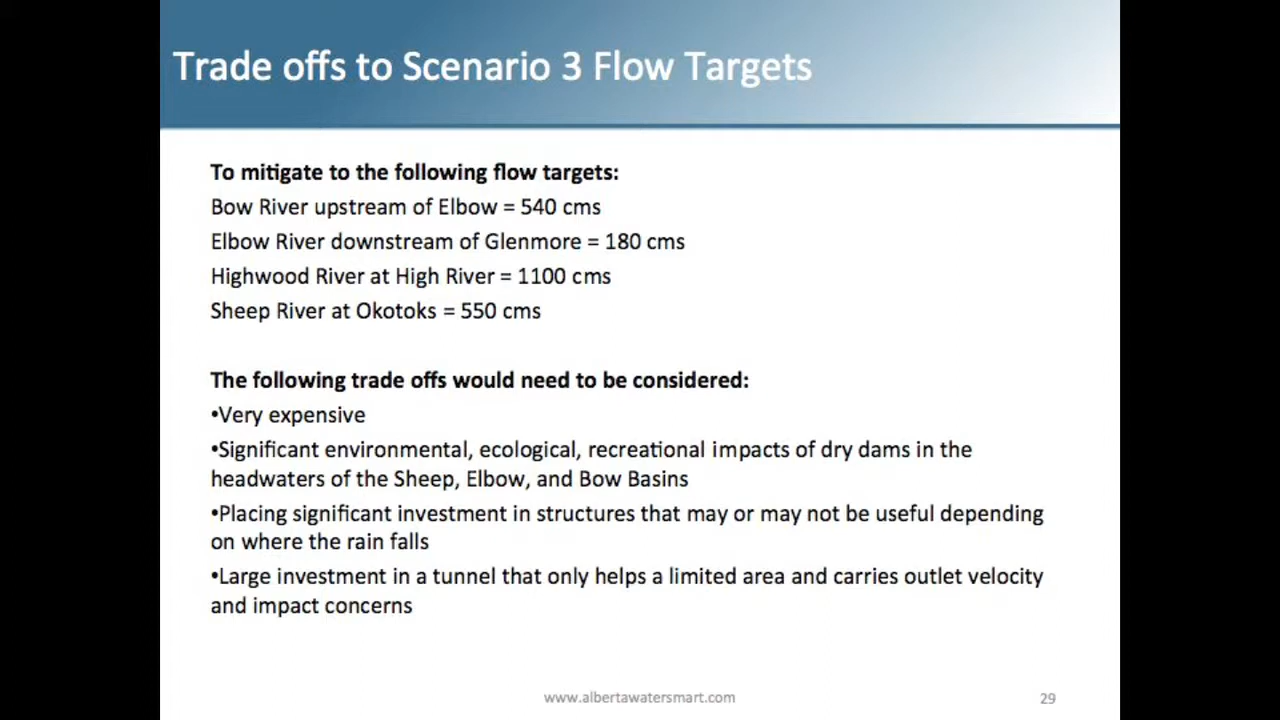 Trade offs to Scenario 3 Flow Targets
To mitigate to the following flow targets:
Bow River upstream of Elbow = 540 cms
Elbow River downstream of Glenmore = 180 cms
Highwood River at High River = 1100 cms
Sheep River at Okotoks = 550 cms
The following trade offs would need to be considered:
•Very expensive
•Significant environmental, ecological, recreational impacts of dry dams in the
headwaters of the Sheep, Elbow, and Bow Basins
•Placing significant investment in structures that may or may not be useful depending
on where the rain falls
•Large investment in a tunnel that only helps a limited area and carries outlet velocity
and impact concerns
www.albertawatersmart.com
29